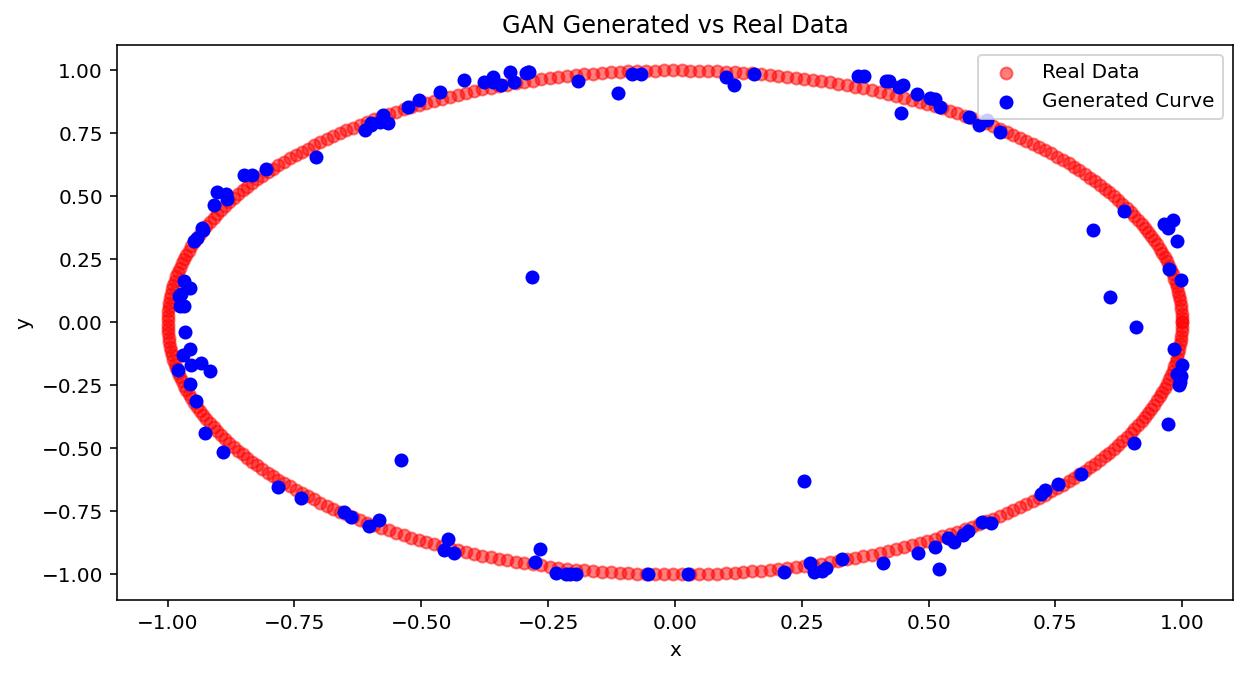 GAN Generated vs Real Data
Real Data
Generated Curve
1.00
0.75
0.50
0.25
0.00
−0.25
−0.50
−0.75
−1.00
y
−1.00 −0.75 −0.50 −0.25 0.00 0.25 0.50 0.75 1.00
x